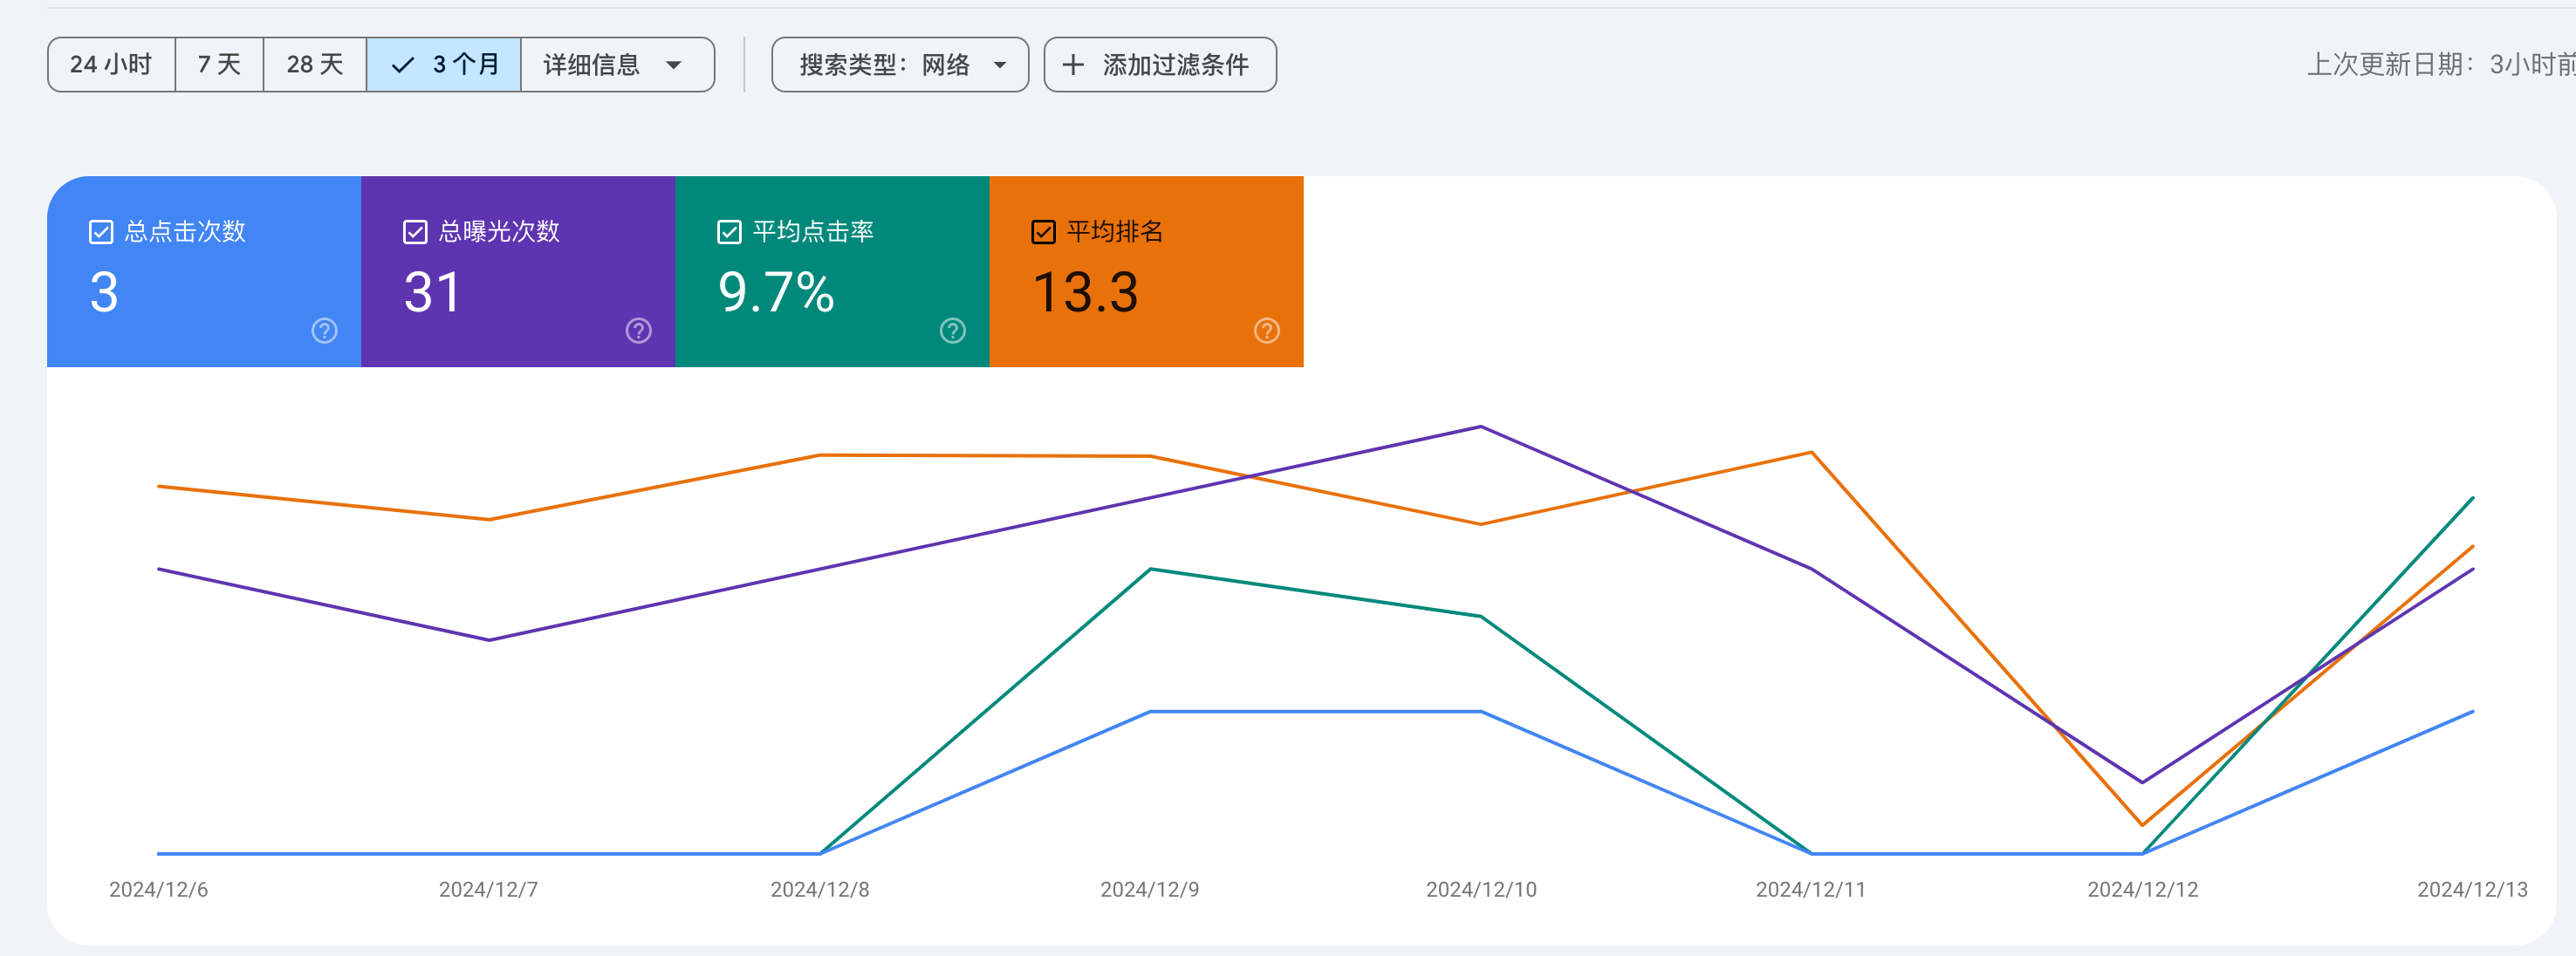 24 小时 7 天 28 天 3 个月 详细信息 搜索类型：网络 添加过滤条件 上次更新日期：3小时前
总点击次数 总曝光次数 平均点击率 平均排名
3 31 9.7% 13.3
2024/12/6 2024/12/7 2024/12/8 2024/12/9 2024/12/10 2024/12/11 2024/12/12 2024/12/13